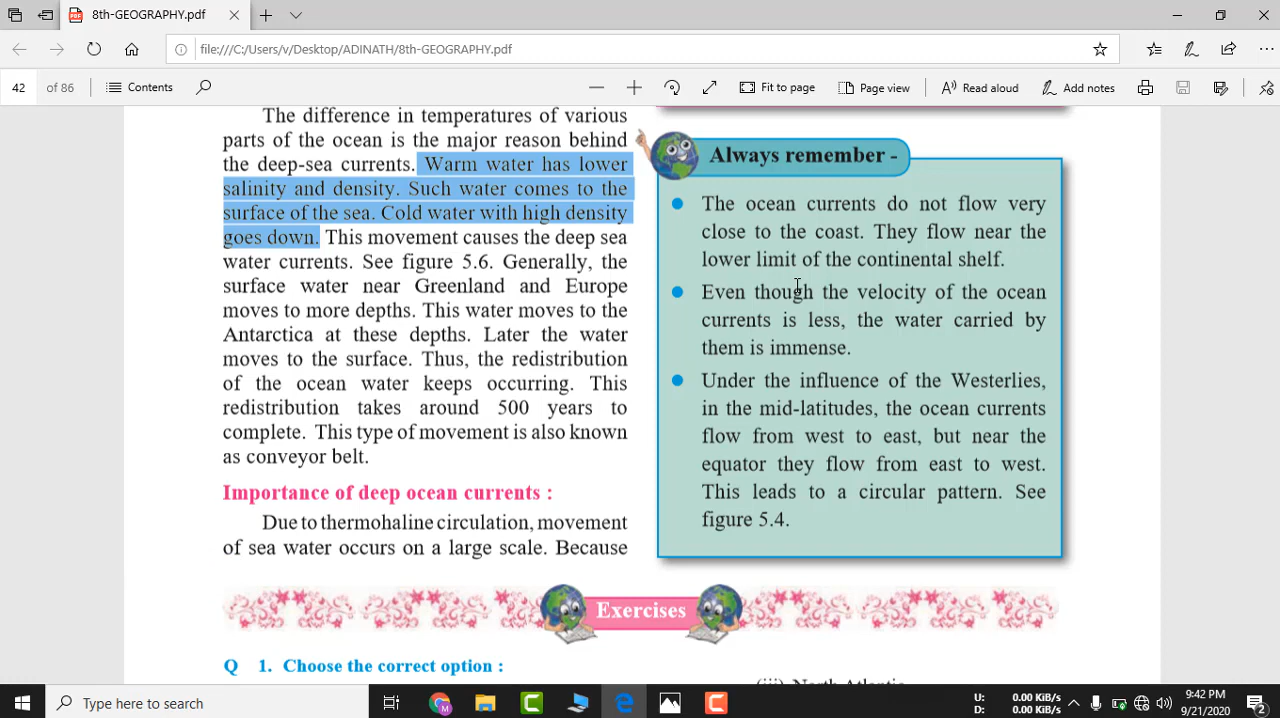 8th-GEOGRAPHY.pdf
file:///C:/Users/v/Desktop/ADINATH/8th-GEOGRAPHY.pdf
42 of 86 Contents Fit to page Page view Read aloud Add notes
The difference in temperatures of various
parts of the ocean is the major reason behind
the deep-sea currents. Warm water has lower
salinity and density. Such water comes to the
surface of the sea. Cold water with high density
goes down. This movement causes the deep sea
water currents. See figure 5.6. Generally, the
surface water near Greenland and Europe
moves to more depths. This water moves to the
Antarctica at these depths. Later the water
moves to the surface. Thus, the redistribution
of the ocean water keeps occurring. This
redistribution takes around 500 years to
complete. This type of movement is also known
as conveyor belt.
Importance of deep ocean currents :
Due to thermohaline circulation, movement
of sea water occurs on a large scale. Because
Always remember -
The ocean currents do not flow very
close to the coast. They flow near the
lower limit of the continental shelf.
Even though the velocity of the ocean
currents is less, the water carried by
them is immense.
Under the influence of the Westerlies,
in the mid-latitudes, the ocean currents
flow from west to east, but near the
equator they flow from east to west.
This leads to a circular pattern. See
figure 5.4.
Exercises
Q 1. Choose the correct option :
(iii) North Atlantic
Type here to search
U: 0.00 KiB/s
D: 0.00 KiB/s
9:42 PM
9/21/2020
2